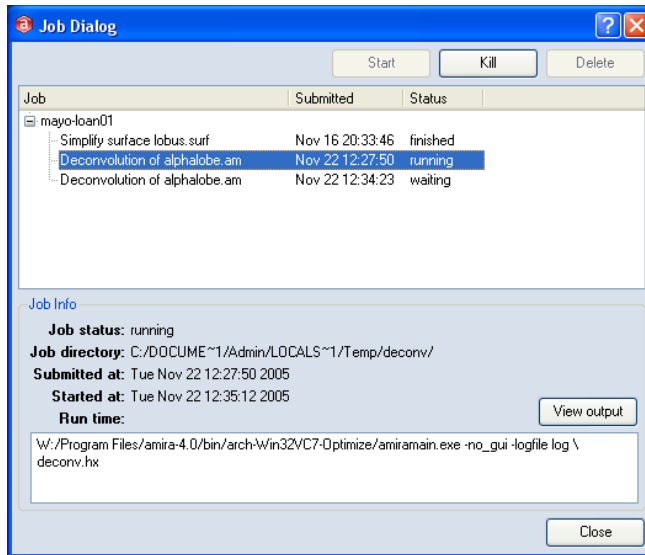 Job Dialog
Start Kill Delete
Job Submitted Status
mayo-loan01
Simplify surface lobus.surf Nov 16 20:33:46 finished
Deconvolution of alphalobe.am Nov 22 12:27:50 running
Deconvolution of alphalobe.am Nov 22 12:34:23 waiting
Job Info
Job status: running
Job directory: C:/DOCUME~1/Admin/LOCALS~1/Temp/deconv/
Submitted at: Tue Nov 22 12:27:50 2005
Started at: Tue Nov 22 12:35:12 2005
Run time:
View output
W:/Program Files/amira-4.0/bin/arch-Win32VC7-Optimize/amiramain.exe -no_gui -logfile log \
deconv.hx
Close